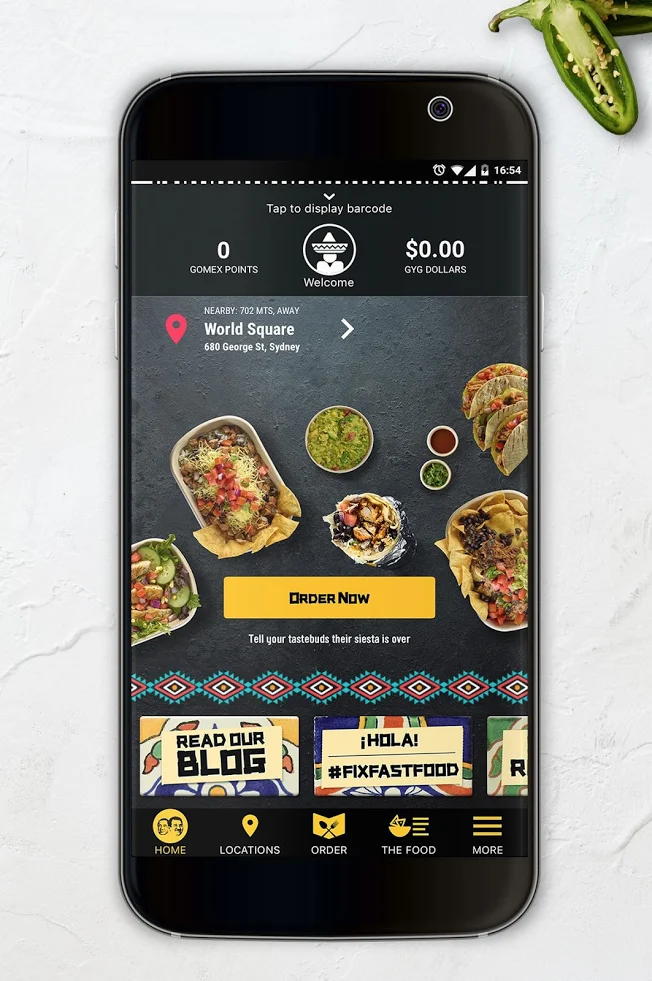 16:54
Tap to display barcode
0
GOMEX POINTS
Welcome
$0.00
GYG DOLLARS
NEARBY: 702 MTS, AWAY
World Square
680 George St, Sydney
ORDER NOW
Tell your tastebuds their siesta is over
READ OUR
BLOG
¡HOLA!
#FIXFASTFOOD
R
HOME
LOCATIONS
ORDER
THE FOOD
MORE